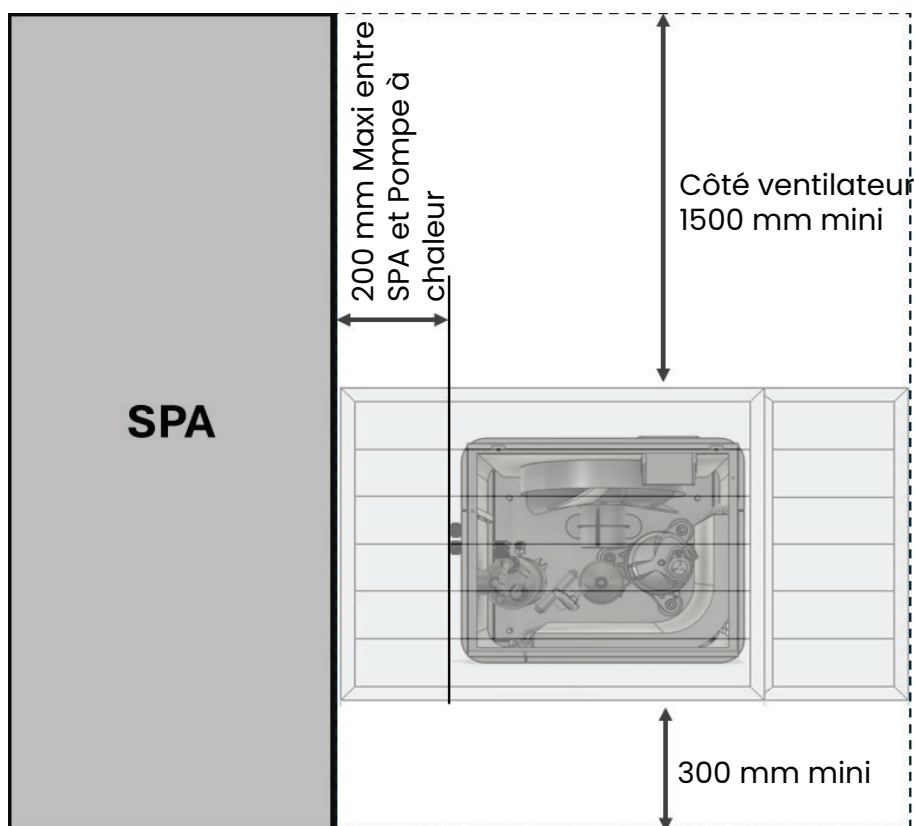 200 mm Maxi entre
SPA et Pompe à
chaleur
Côté ventilateur
1500 mm mini
SPA
300 mm mini